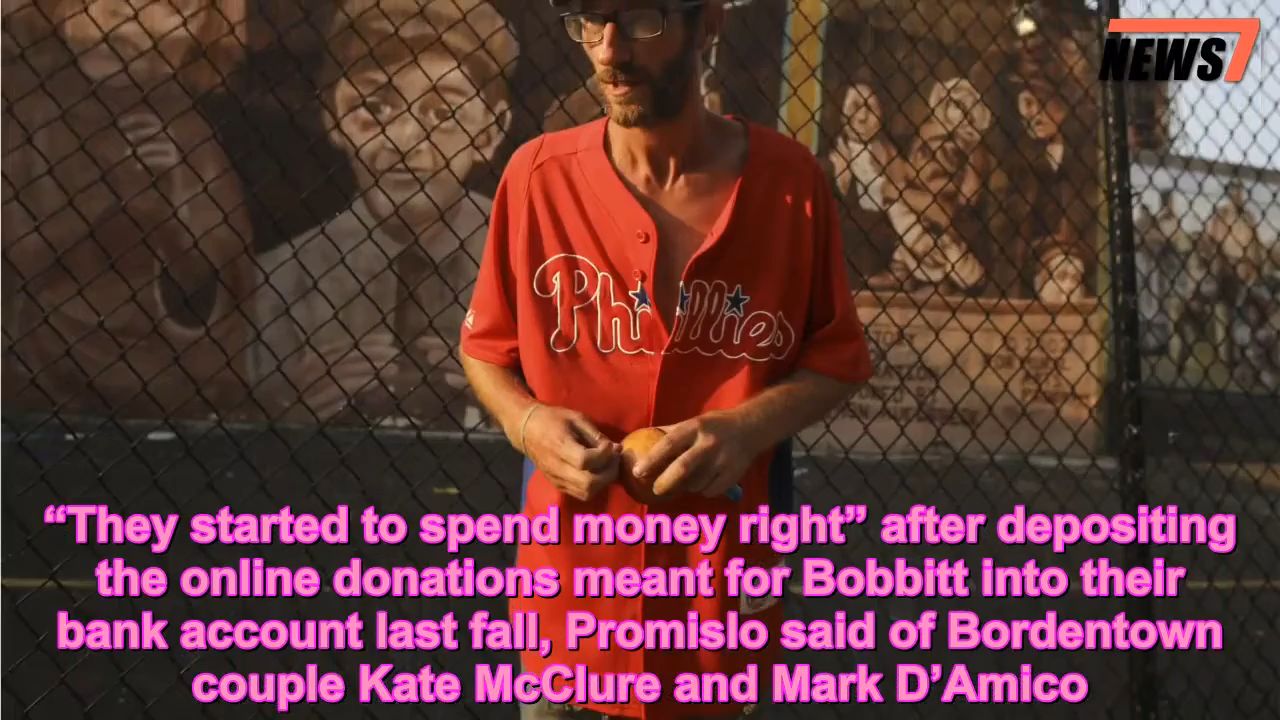 NEWS7
Phillies
“They started to spend money right” after depositing
the online donations meant for Bobbitt into their
bank account last fall, Promislo said of Bordentown
couple Kate McClure and Mark D’Amico